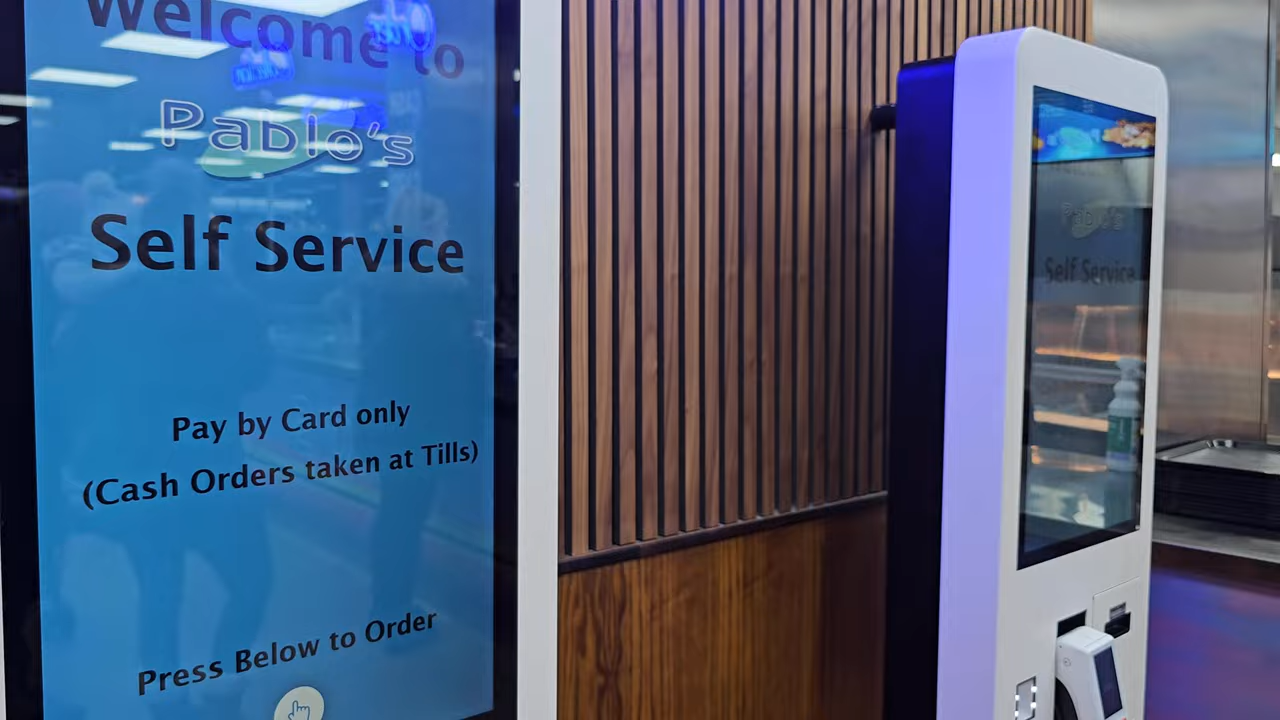 Welcome to
Pablo's
Self Service
Pay by Card only
(Cash Orders taken at Tills)
Press Below to Order
Pablo's
Self Service